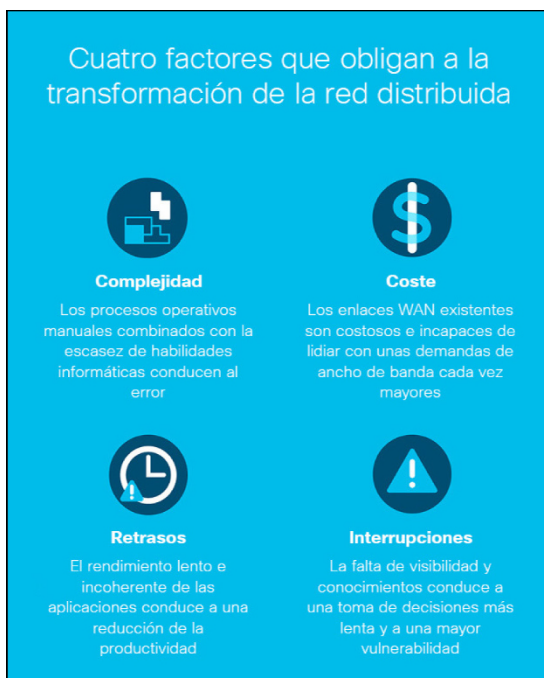 Cuatro factores que obligan a la
transformación de la red distribuida
Complejidad
Los procesos operativos
manuales combinados con la
escasez de habilidades
informáticas conducen al
error
Coste
Los enlaces WAN existentes
son costosos e incapaces de
lidiar con unas demandas de
ancho de banda cada vez
mayores
Retrasos
El rendimiento lento e
incoherente de las
aplicaciones conduce a una
reducción de la
productividad
Interrupciones
La falta de visibilidad y
conocimientos conduce a
una toma de decisiones más
lenta y a una mayor
vulnerabilidad